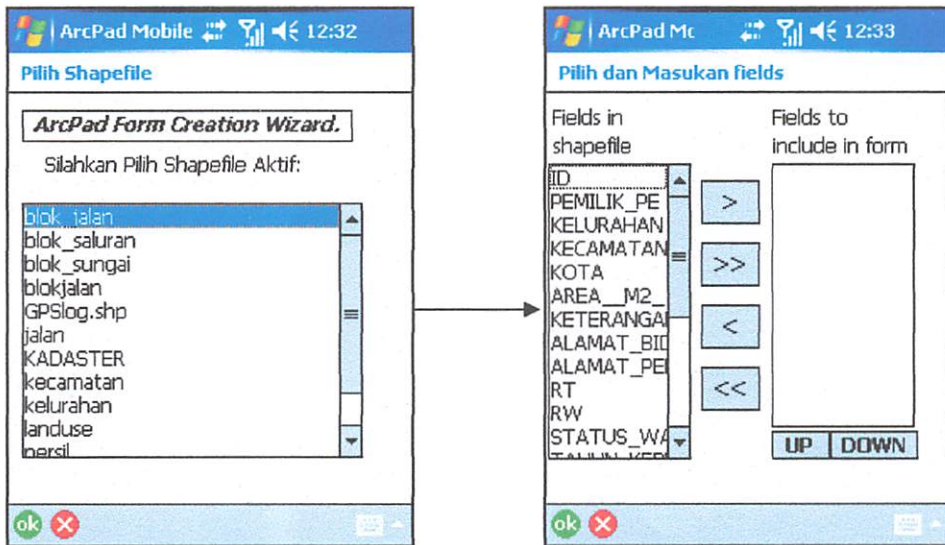 ArcPad Mobile 12:32
Pilih Shapefile
ArcPad Form Creation Wizard.
Silahkan Pilih Shapefile Aktif:
blok_jalan
blok_saluran
blok_sungai
blokjalan
GPSlog.shp
jalan
KADASTER
kecamatan
kelurahan
landuse
persil
ok
ArcPad Mc 12:33
Pilih dan Masukan fields
Fields in
shapefile
ID
PEMILIK_PE
KELURAHAN
KECAMATAN
KOTA
AREA__M2_
KETERANGA
ALAMAT_BID
ALAMAT_PE
RT
RW
STATUS_WA
>
>>
<
<<
Fields to
include in form
UP DOWN
ok